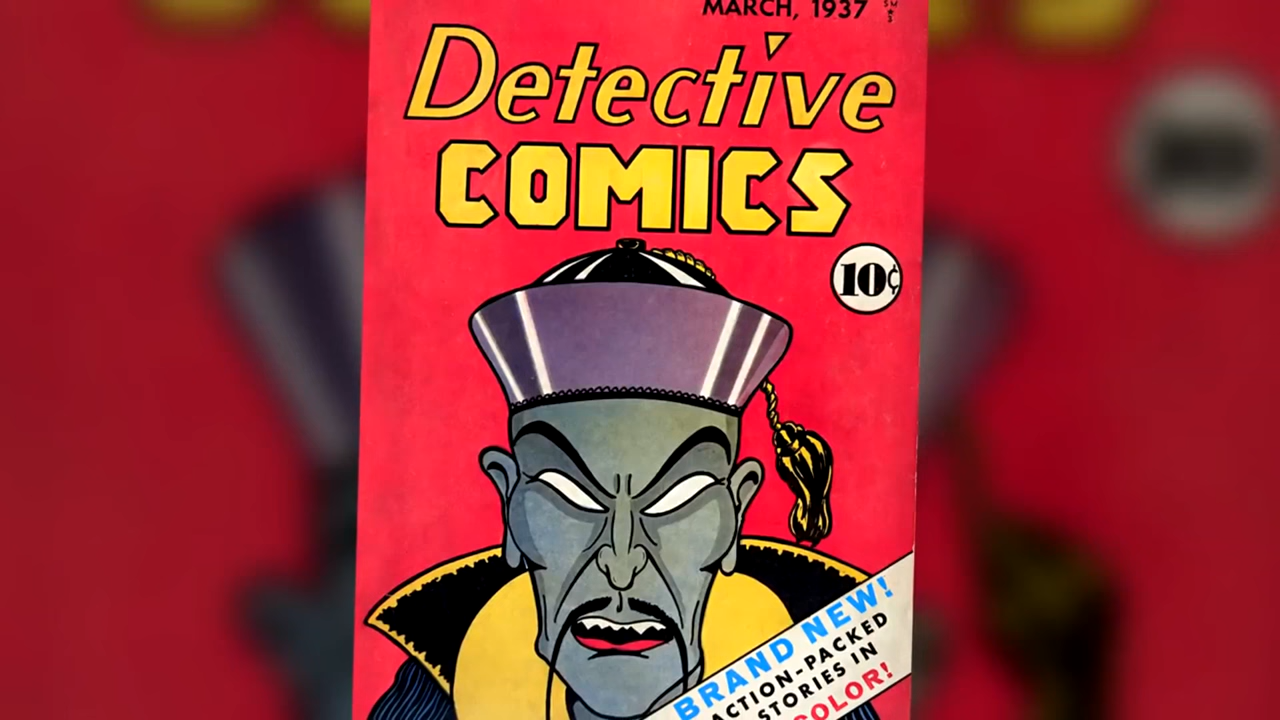 MARCH, 1937
Detective
COMICS
10¢
BRAND NEW!
ACTION-PACKED
STORIES IN
COLOR!